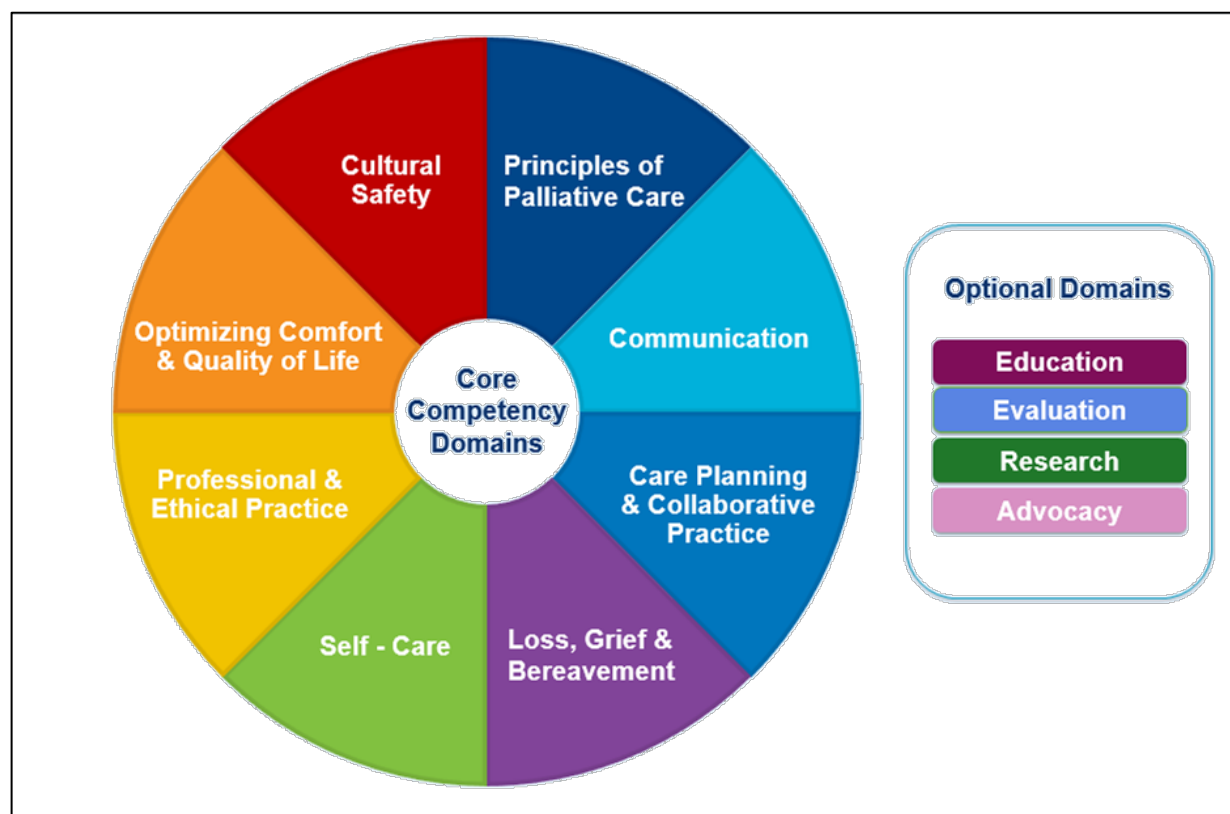 Cultural
Safety
Principles of
Palliative Care
Communication
Care Planning
& Collaborative
Practice
Loss, Grief &
Bereavement
Self - Care
Professional &
Ethical Practice
Optimizing Comfort
& Quality of Life
Core
Competency
Domains
Optional Domains
Education
Evaluation
Research
Advocacy